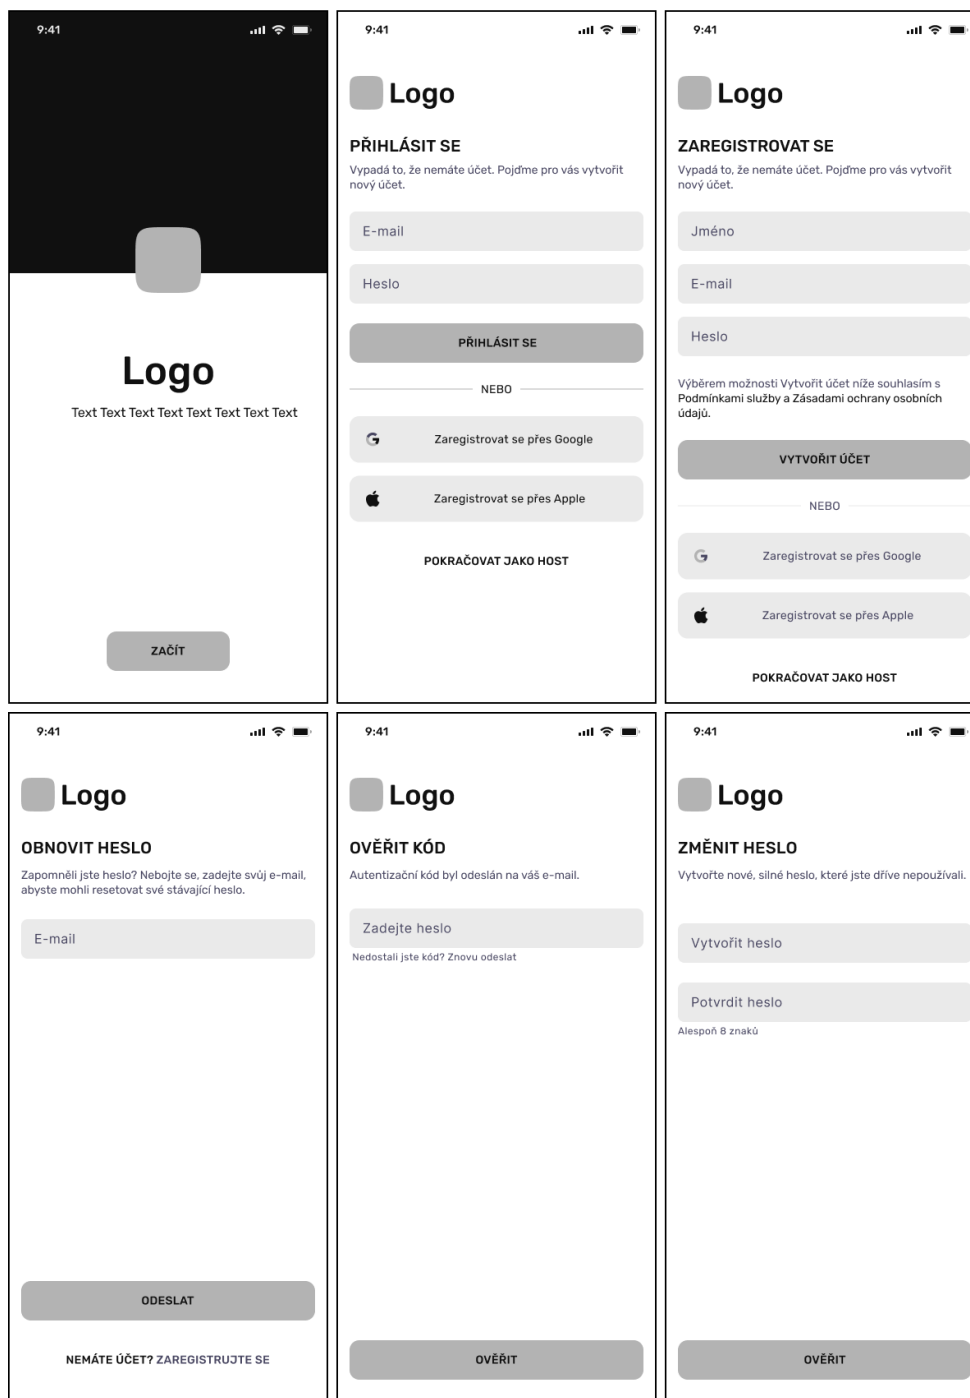 9:41
Logo
Text Text Text Text Text Text Text Text
ZAČÍT
9:41
Logo
PŘIHLÁSIT SE
Vypadá to, že nemáte účet. Pojďme pro vás vytvořit
nový účet.
E-mail
Heslo
PŘIHLÁSIT SE
NEBO
Zaregistrovat se přes Google
Zaregistrovat se přes Apple
POKRAČOVAT JAKO HOST
9:41
Logo
ZAREGISTROVAT SE
Vypadá to, že nemáte účet. Pojďme pro vás vytvořit
nový účet.
Jméno
E-mail
Heslo
Výběrem možnosti Vytvořit účet níže souhlasím s
Podmínkami služby a Zásadami ochrany osobních
údajů.
VYTVOŘIT ÚČET
NEBO
Zaregistrovat se přes Google
Zaregistrovat se přes Apple
POKRAČOVAT JAKO HOST
9:41
Logo
OBNOVIT HESLO
Zapomněli jste heslo? Nebojte se, zadejte svůj e-mail,
abyste mohli resetovat své stávající heslo.
E-mail
ODESLAT
NEMÁTE ÚČET? ZAREGISTRUJTE SE
9:41
Logo
OVĚŘIT KÓD
Autentizační kód byl odeslán na váš e-mail.
Zadejte heslo
Nedostali jste kód? Znovu odeslat
OVĚŘIT
9:41
Logo
ZMĚNIT HESLO
Vytvořte nové, silné heslo, které jste dříve nepoužívali.
Vytvořit heslo
Potvrdit heslo
Alespoň 8 znaků
OVĚŘIT